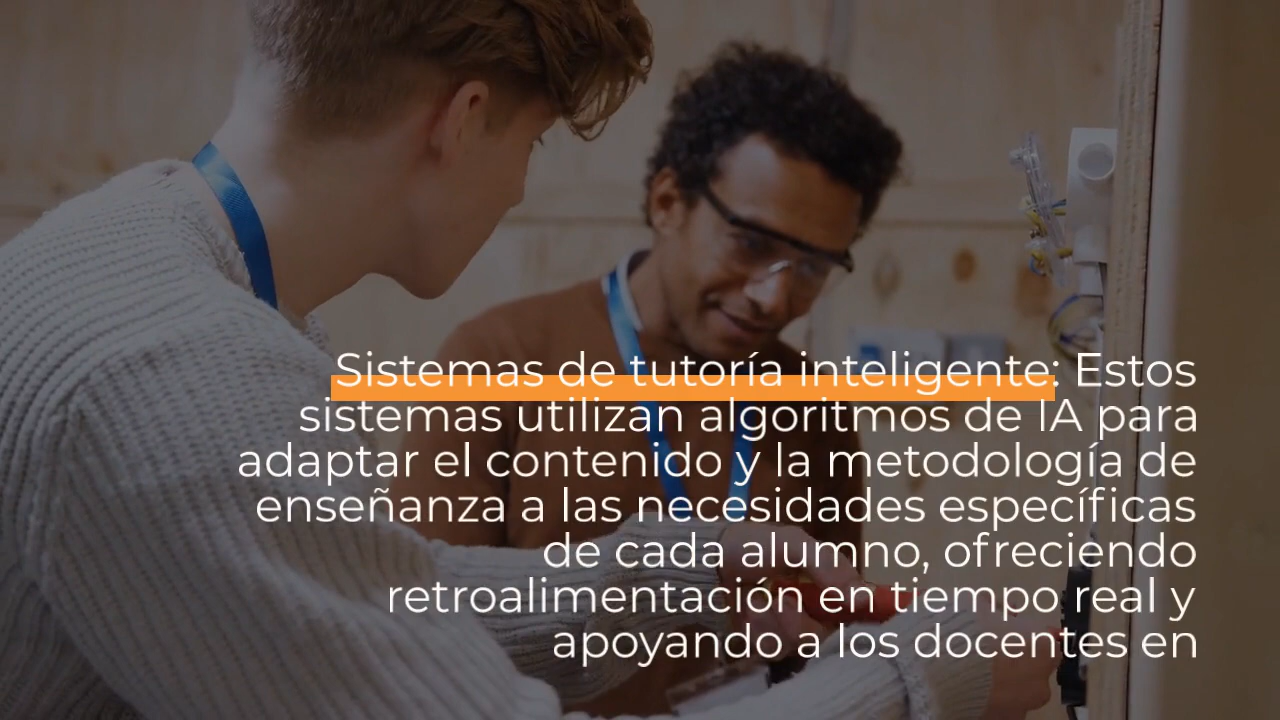 Sistemas de tutoría inteligente: Estos
sistemas utilizan algoritmos de IA para
adaptar el contenido y la metodología de
enseñanza a las necesidades específicas
de cada alumno, ofreciendo
retroalimentación en tiempo real y
apoyando a los docentes en